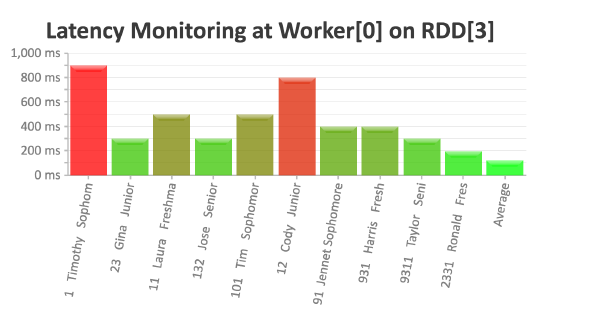 Latency Monitoring at Worker[0] on RDD[3]
1,000 ms
800 ms
600 ms
400 ms
200 ms
0 ms
1 Timothy Sophom
23 Gina Junior
11 Laura Freshma
132 Jose Senior
101 Tim Sophomor
12 Cody Junior
91 Jennet Sophomore
931 Harris Fresh
9311 Taylor Seni
2331 Ronald Fres
Average